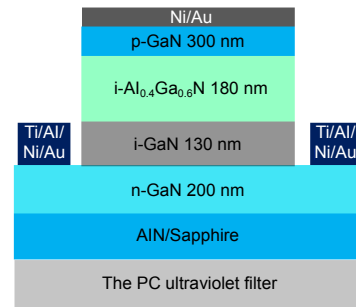 Ni/Au
p-GaN 300 nm
i-Al₀.₄Ga₀.₆N 180 nm
Ti/Al/
Ni/Au
i-GaN 130 nm
Ti/Al/
Ni/Au
n-GaN 200 nm
AlN/Sapphire
The PC ultraviolet filter